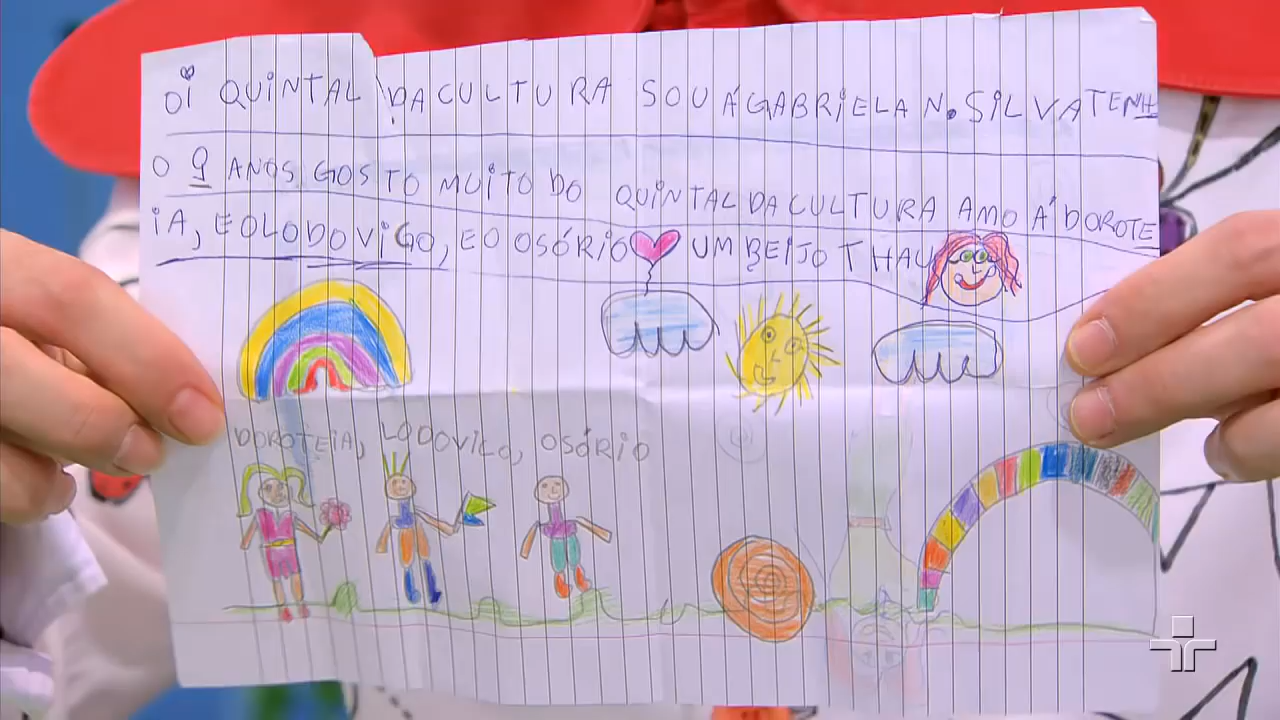 OI QUINTAL DA CULTURA SOU Á GABRIELA N. SILVA TENH
O 9 ANOS GOSTO MUITO DO QUINTAL DA CULTURA AMO Á DOROTE
IA, E O LODOVIGO, E O OSÓRIO UM BEIJO THAU
DOROTEIA, LODOVICO, OSÓRIO